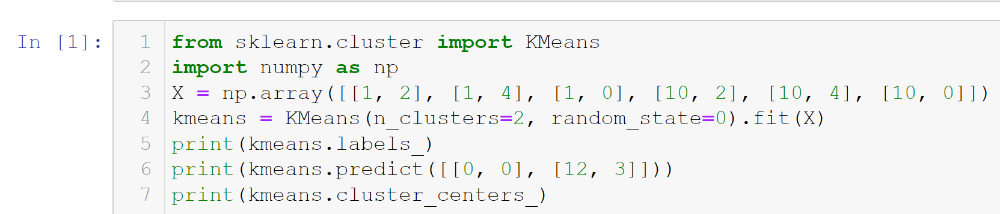 In [1]:
1 from sklearn.cluster import KMeans
2 import numpy as np
3 X = np.array([[1, 2], [1, 4], [1, 0], [10, 2], [10, 4], [10, 0]])
4 kmeans = KMeans(n_clusters=2, random_state=0).fit(X)
5 print(kmeans.labels_)
6 print(kmeans.predict([[0, 0], [12, 3]]))
7 print(kmeans.cluster_centers_)